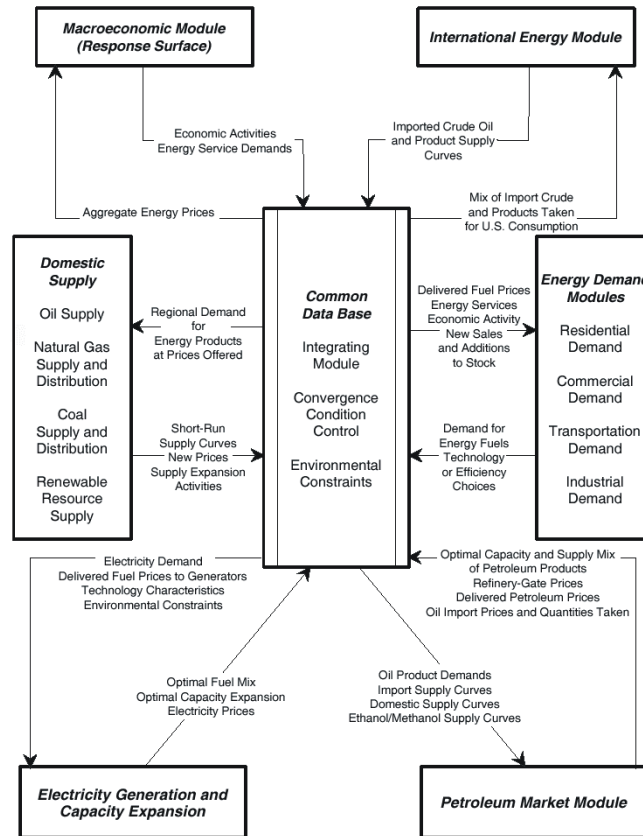 Macroeconomic Module
(Response Surface)
International Energy Module
Economic Activities
Energy Service Demands
Imported Crude Oil
and Product Supply
Curves
Aggregate Energy Prices
Mix of Import Crude
and Products Taken
for U.S. Consumption
Domestic
Supply
Oil Supply
Natural Gas
Supply and
Distribution
Coal
Supply and
Distribution
Renewable
Resource
Supply
Regional Demand
for
Energy Products
at Prices Offered
Short-Run
Supply Curves
New Prices
Supply Expansion
Activities
Common
Data Base
Integrating
Module
Convergence
Condition
Control
Environmental
Constraints
Delivered Fuel Prices
Energy Services
Economic Activity
New Sales
and Additions
to Stock
Demand for
Energy Fuels
Technology
or Efficiency
Choices
Energy Demand
Modules
Residential
Demand
Commercial
Demand
Transportation
Demand
Industrial
Demand
Electricity Demand
Delivered Fuel Prices to Generators
Technology Characteristics
Environmental Constraints
Optimal Capacity and Supply Mix
of Petroleum Products
Refinery-Gate Prices
Delivered Petroleum Prices
Oil Import Prices and Quantities Taken
Optimal Fuel Mix
Optimal Capacity Expansion
Electricity Prices
Oil Product Demands
Import Supply Curves
Domestic Supply Curves
Ethanol/Methanol Supply Curves
Electricity Generation and
Capacity Expansion
Petroleum Market Module